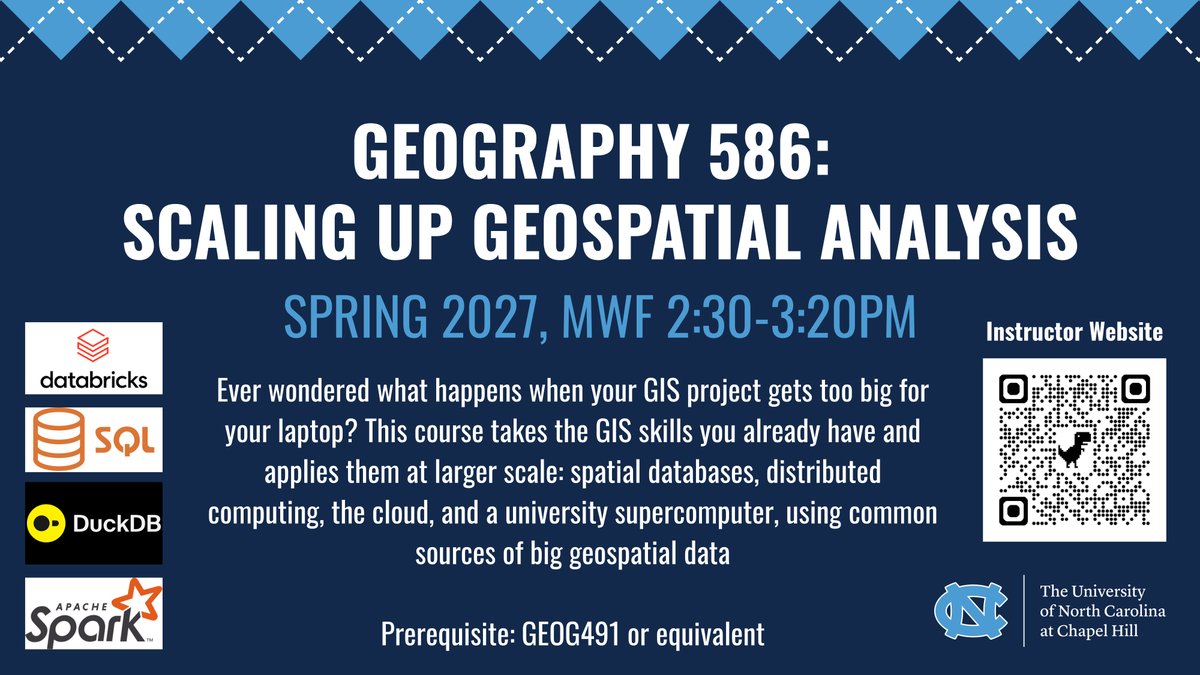 GEOGRAPHY 586:
SCALING UP GEOSPATIAL ANALYSIS
SPRING 2027, MWF 2:30-3:20PM
databricks
SQL
DuckDB
APACHE
Spark™
Ever wondered what happens when your GIS project gets too big for
your laptop? This course takes the GIS skills you already have and
applies them at larger scale: spatial databases, distributed
computing, the cloud, and a university supercomputer, using common
sources of big geospatial data
Prerequisite: GEOG491 or equivalent
Instructor Website
NC
The University
of North Carolina
at Chapel Hill